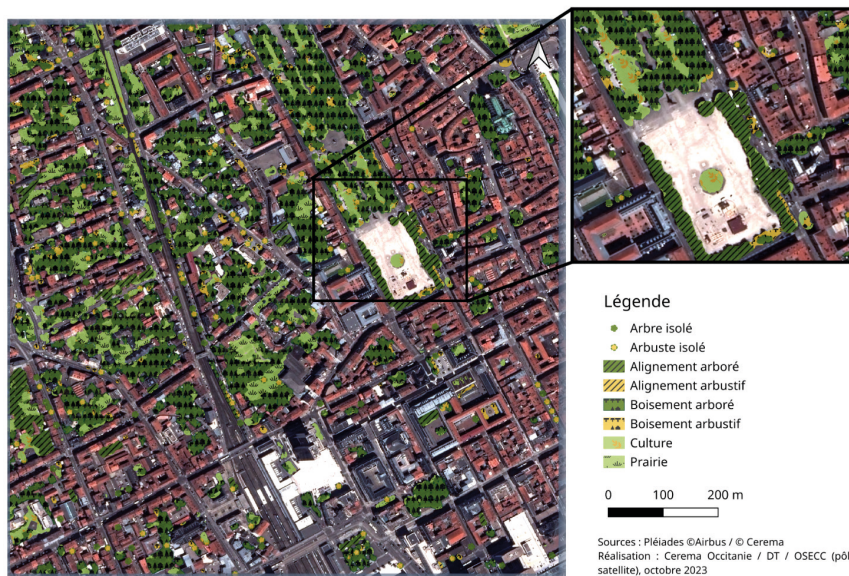 Légende
Arbre isolé
Arbuste isolé
Alignement arboré
Alignement arbustif
Boisement arboré
Boisement arbustif
Culture
Prairie
0 100 200 m
Sources : Pléiades ©Airbus / © Cerema
Réalisation : Cerema Occitanie / DT / OSECC (pôl
satellite), octobre 2023